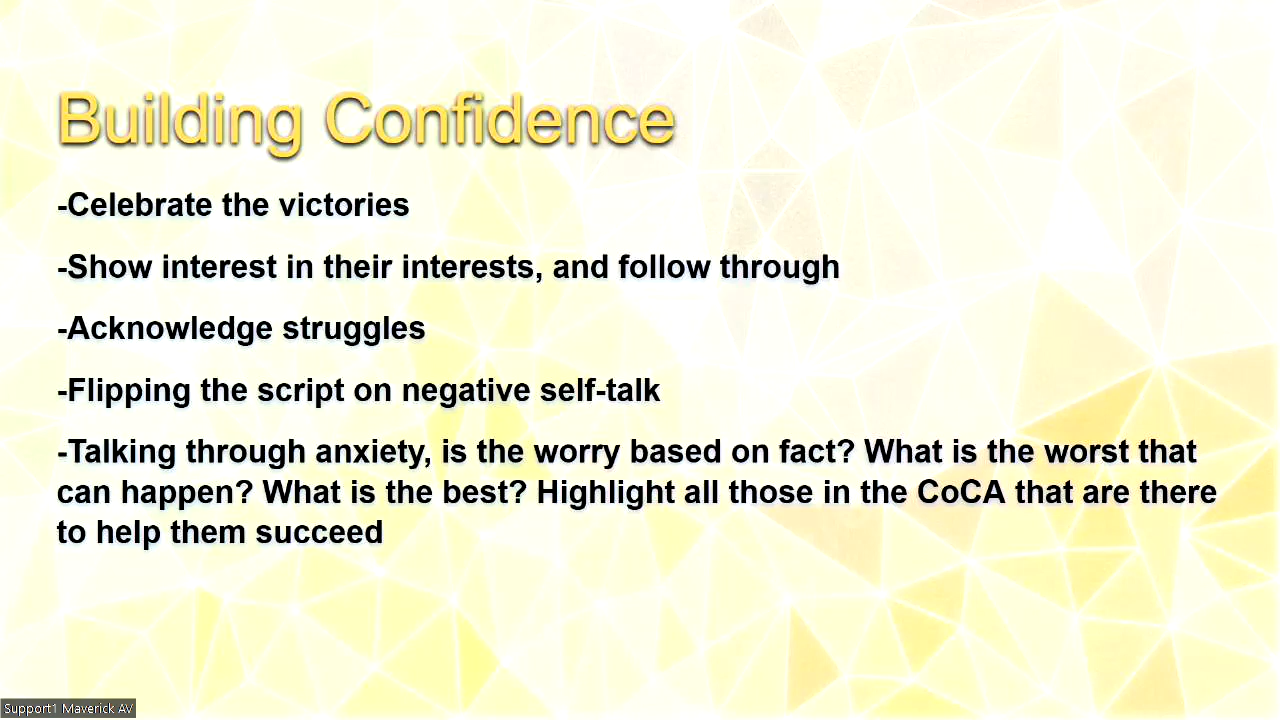 Building Confidence
-Celebrate the victories
-Show interest in their interests, and follow through
-Acknowledge struggles
-Flipping the script on negative self-talk
-Talking through anxiety, is the worry based on fact? What is the worst that
can happen? What is the best? Highlight all those in the CoCA that are there
to help them succeed
Support1 Maverick AV